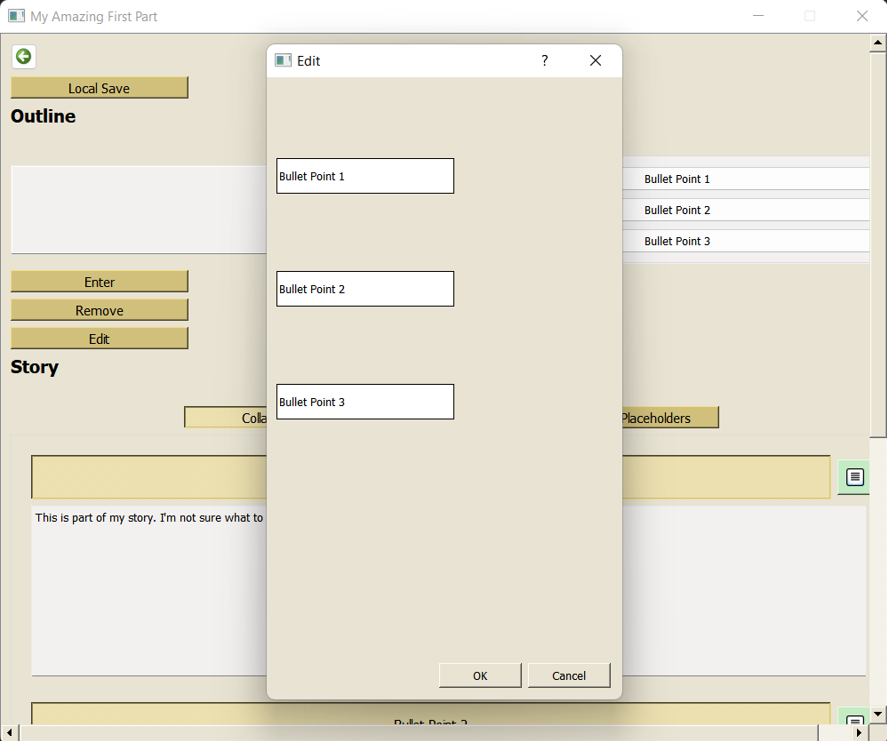 My Amazing First Part
Edit
?
Local Save
Outline
Bullet Point 1
Bullet Point 2
Bullet Point 3
Enter
Remove
Edit
Story
Placeholders
This is part of my story. I'm not sure what to
Bullet Point 1
Bullet Point 2
Bullet Point 3
OK
Cancel